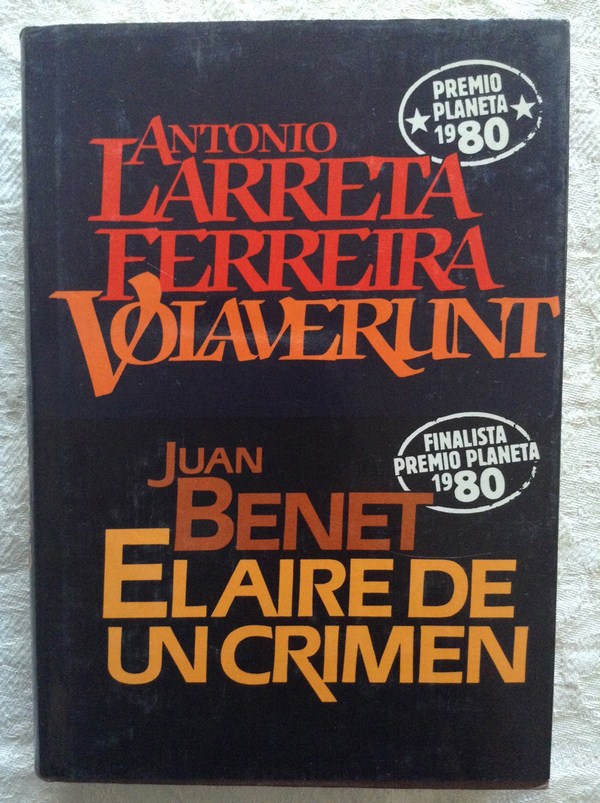 PREMIO
PLANETA
1980
ANTONIO
LARRETA
FERREIRA
VOLAVERUNT
FINALISTA
PREMIO PLANETA
1980
JUAN
BENET
EL AIRE DE
UN CRIMEN